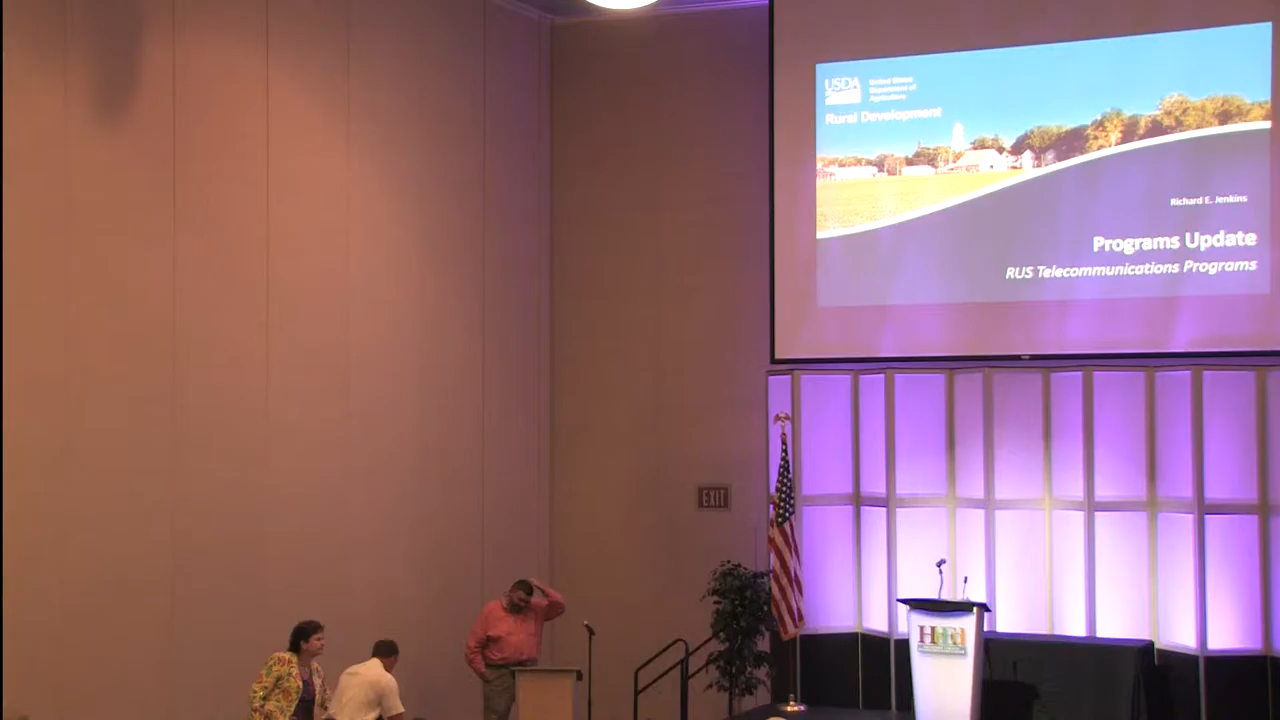 USDA
United States
Department of
Agriculture
Rural Development
Richard E. Jenkins
Programs Update
RUS Telecommunications Programs
EXIT